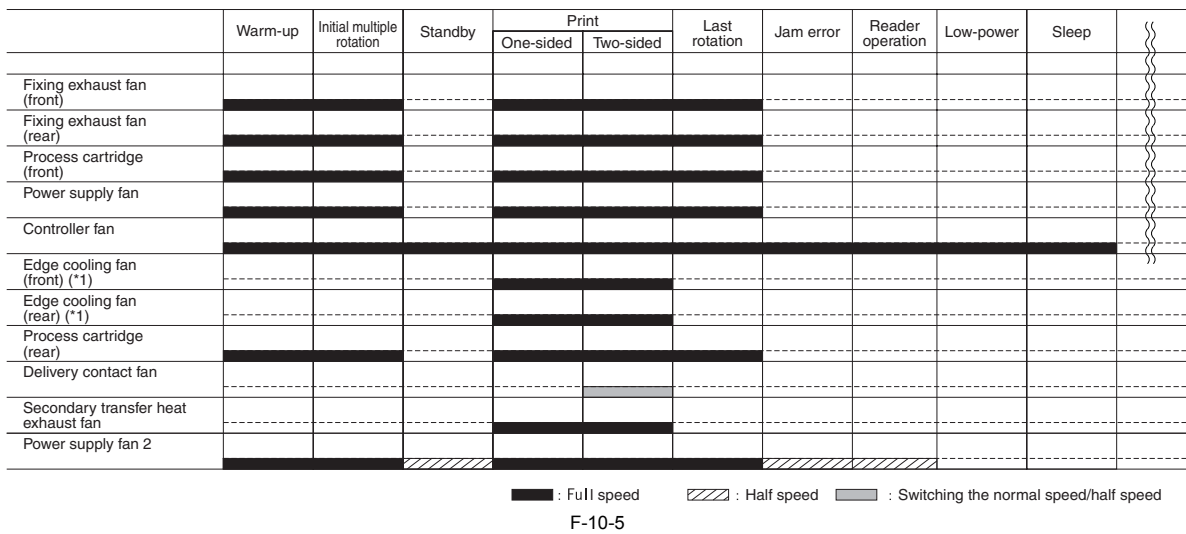 Warm-up
Initial multiple
rotation
Standby
Print
One-sided
Two-sided
Last
rotation
Jam error
Reader
operation
Low-power
Sleep
Fixing exhaust fan
(front)
Fixing exhaust fan
(rear)
Process cartridge
(front)
Power supply fan
Controller fan
Edge cooling fan
(front) (*1)
Edge cooling fan
(rear) (*1)
Process cartridge
(rear)
Delivery contact fan
Secondary transfer heat
exhaust fan
Power supply fan 2
: Full speed
: Half speed
: Switching the normal speed/half speed
F-10-5